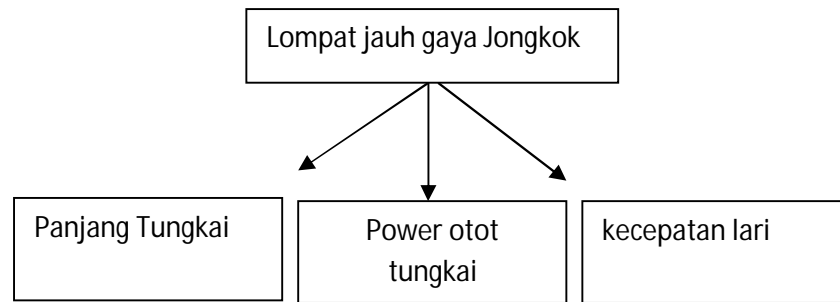 Lompat jauh gaya Jongkok
Panjang Tungkai
Power otot
tungkai
kecepatan lari